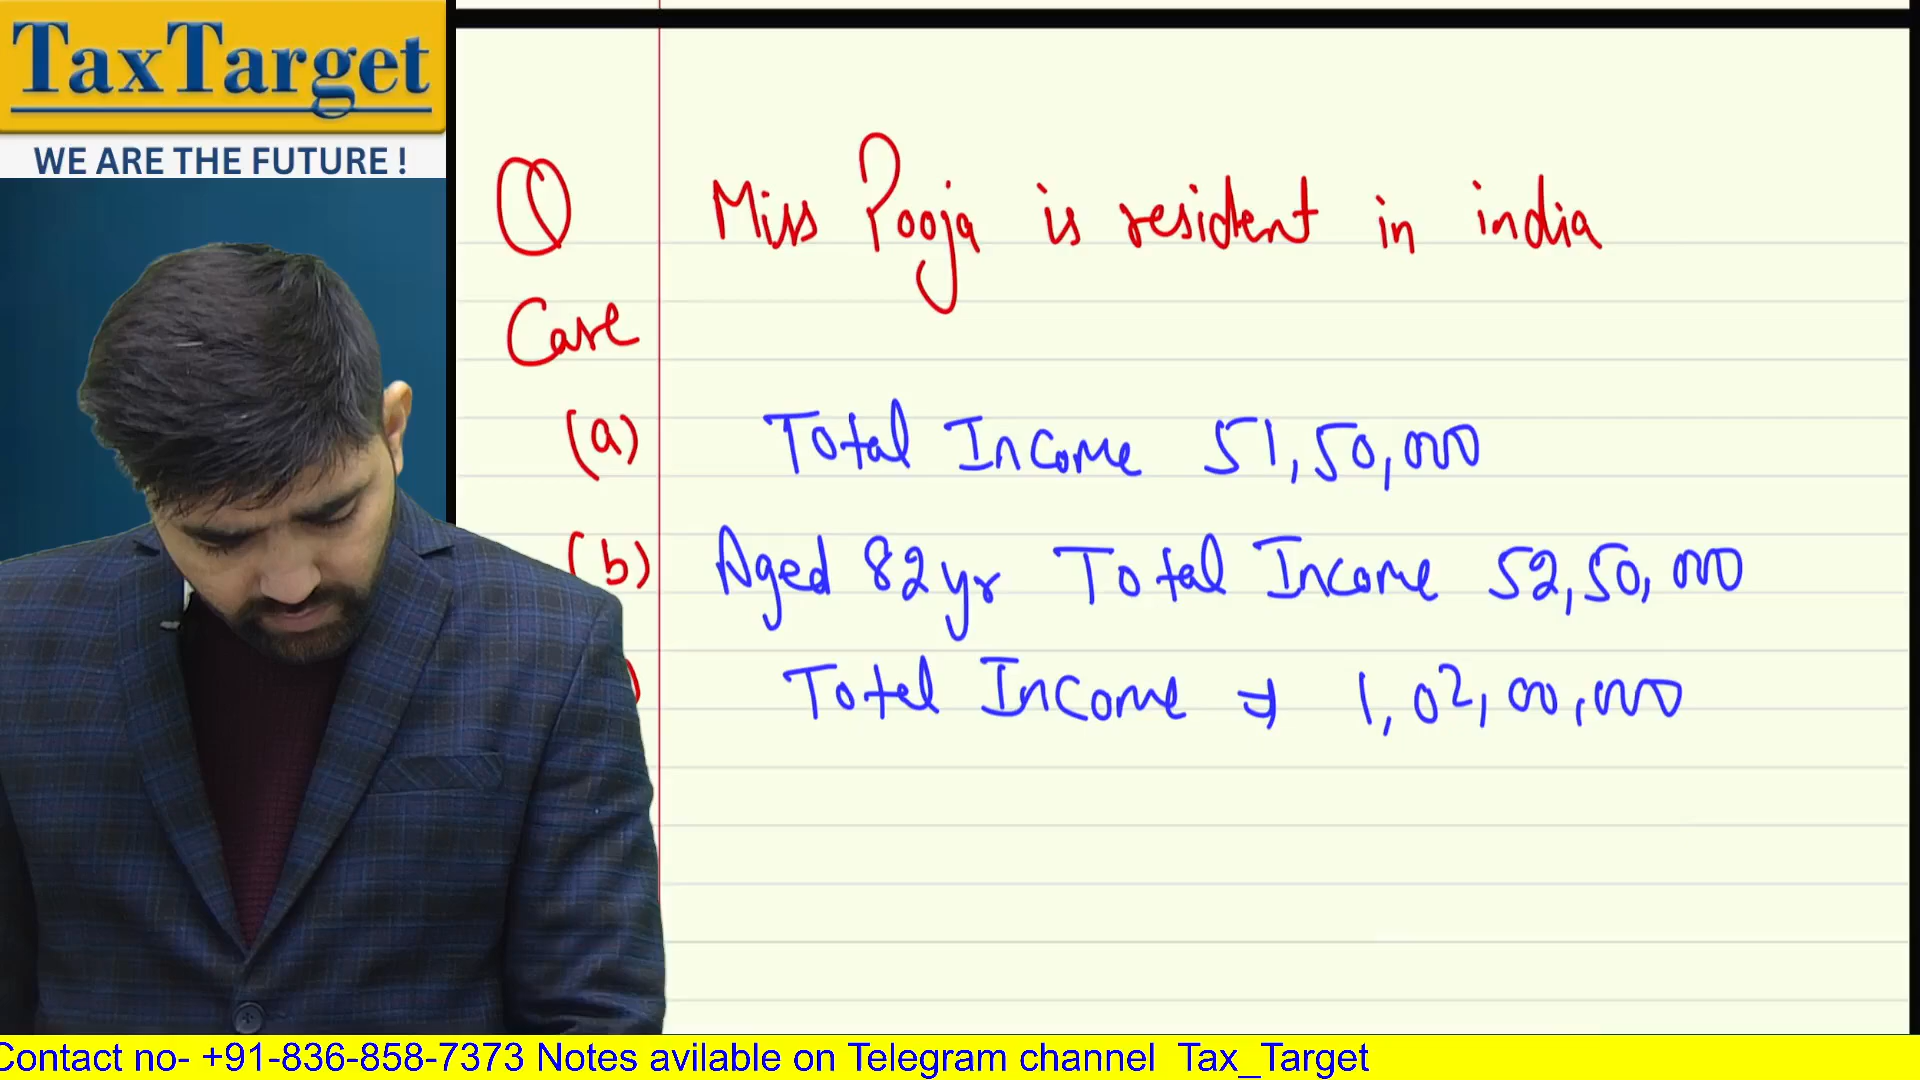 TaxTarget
WE ARE THE FUTURE !
Q Miss Pooja is resident in india
Case
(a) Total Income 51,50,000
(b) Aged 82 yr Total Income 52,50,000
) Total Income → 1,02,00,000
Contact no- +91-836-858-7373 Notes avilable on Telegram channel Tax_Target